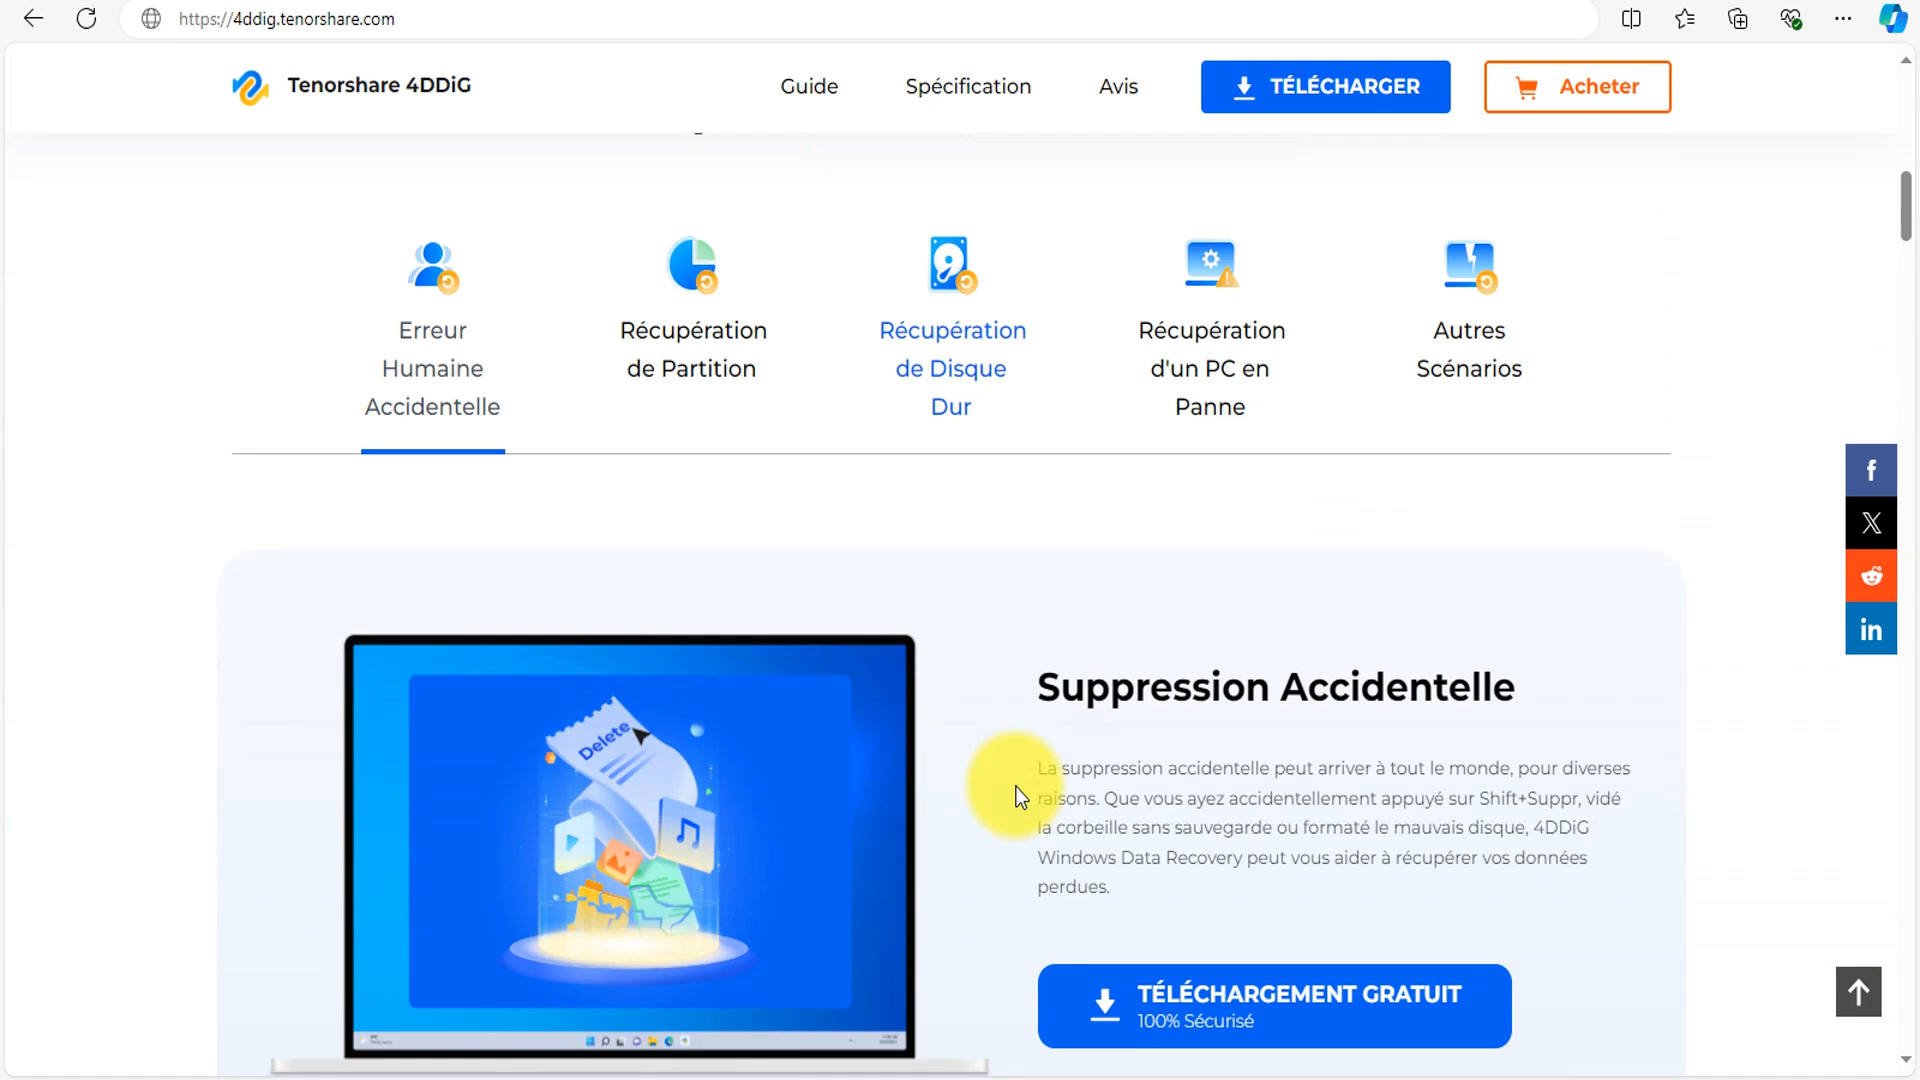 https://4ddig.tenorshare.com
Tenorshare 4DDiG
Guide
Spécification
Avis
TÉLÉCHARGER
Acheter
Erreur
Humaine
Accidentelle
Récupération
de Partition
Récupération
de Disque
Dur
Récupération
d'un PC en
Panne
Autres
Scénarios
Delete
Suppression Accidentelle
La suppression accidentelle peut arriver à tout le monde, pour diverses
raisons. Que vous ayez accidentellement appuyé sur Shift+Suppr, vidé
la corbeille sans sauvegarde ou formaté le mauvais disque, 4DDiG
Windows Data Recovery peut vous aider à récupérer vos données
perdues.
TÉLÉCHARGEMENT GRATUIT
100% Sécurisé